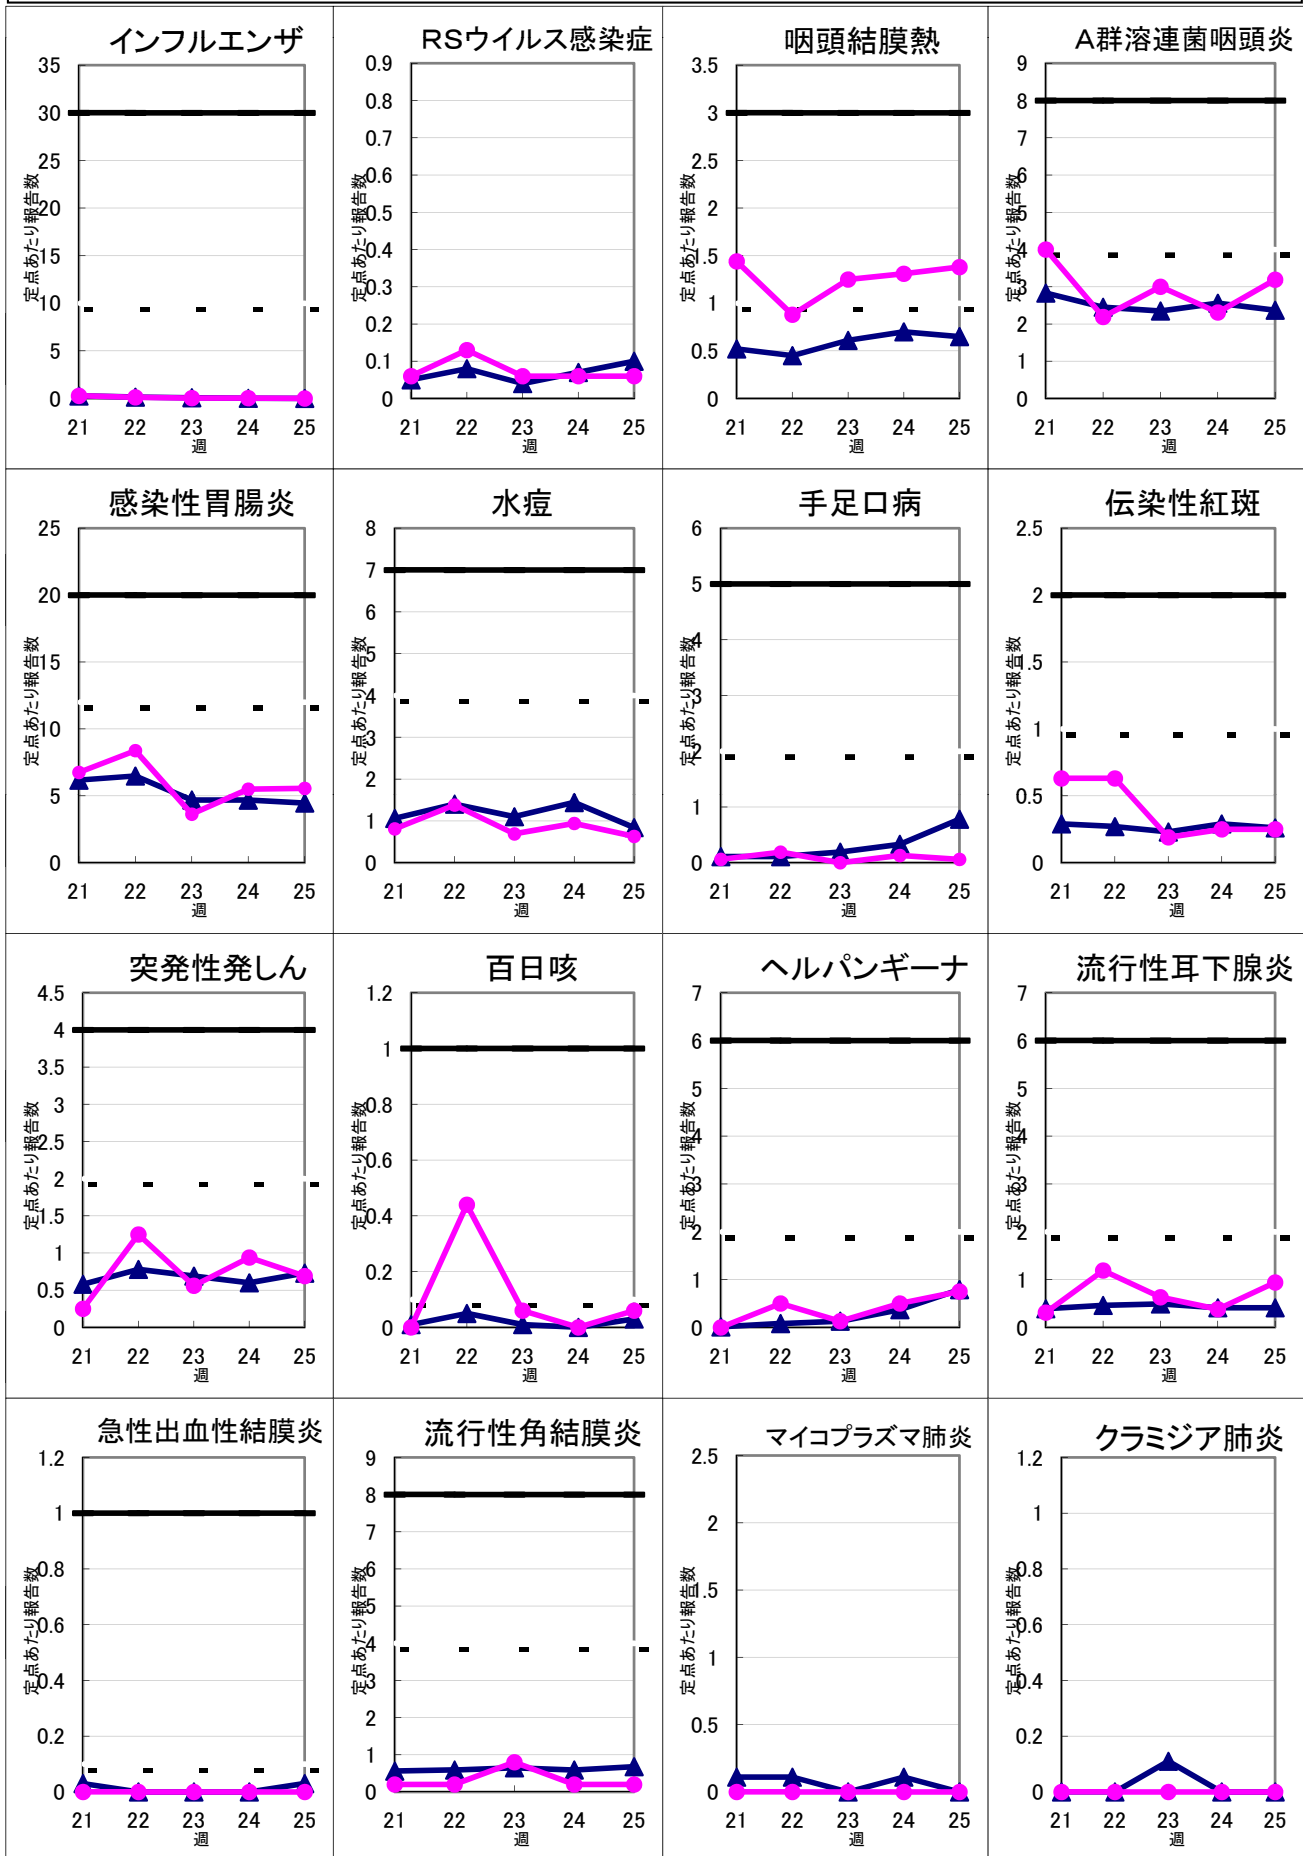 インフルエンザ
35
30
25
20
15
10
5
0
定点あたり報告数
21 22 23 24 25
週
RSウイルス感染症
0.9
0.8
0.7
0.6
0.5
0.4
0.3
0.2
0.1
0
定点あたり報告数
21 22 23 24 25
週
咽頭結膜熱
3.5
3
2.5
2
1.5
1
0.5
0
定点あたり報告数
21 22 23 24 25
週
A群溶連菌咽頭炎
9
8
7
6
5
4
3
2
1
0
定点あたり報告数
21 22 23 24 25
週
感染性胃腸炎
25
20
15
10
5
0
定点あたり報告数
21 22 23 24 25
週
水痘
8
7
6
5
4
3
2
1
0
定点あたり報告数
21 22 23 24 25
週
手足口病
6
5
4
3
2
1
0
定点あたり報告数
21 22 23 24 25
週
伝染性紅斑
2.5
2
1.5
1
0.5
0
定点あたり報告数
21 22 23 24 25
週
突発性発しん
4.5
4
3.5
3
2.5
2
1.5
1
0.5
0
定点あたり報告数
21 22 23 24 25
週
百日咳
1.2
1
0.8
0.6
0.4
0.2
0
定点あたり報告数
21 22 23 24 25
週
ヘルパンギーナ
7
6
5
4
3
2
1
0
定点あたり報告数
21 22 23 24 25
週
流行性耳下腺炎
7
6
5
4
3
2
1
0
定点あたり報告数
21 22 23 24 25
週
急性出血性結膜炎
1.2
1
0.8
0.6
0.4
0.2
0
定点あたり報告数
21 22 23 24 25
週
流行性角結膜炎
9
8
7
6
5
4
3
2
1
0
定点あたり報告数
21 22 23 24 25
週
マイコプラズマ肺炎
2.5
2
1.5
1
0.5
0
定点あたり報告数
21 22 23 24 25
週
クラミジア肺炎
1.2
1
0.8
0.6
0.4
0.2
0
定点あたり報告数
21 22 23 24 25
週